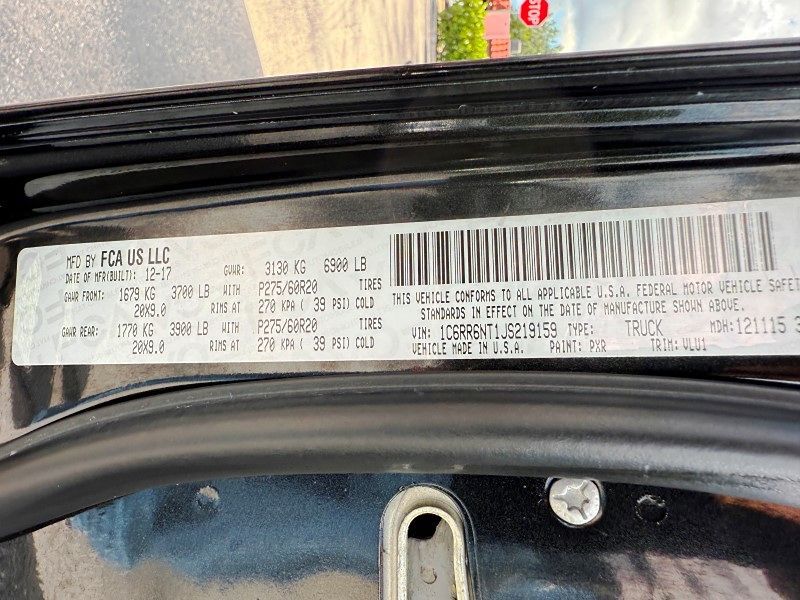 STOP
MFD BY FCA US LLC
DATE OF MFR(BUILT): 12-17 GVWR: 3130 KG 6900 LB
GAWR FRONT: 1679 KG 3700 LB WITH P275/60R20 TIRES
20X9.0 RIMS AT 270 KPA ( 39 PSI) COLD
GAWR REAR: 1770 KG 3900 LB WITH P275/60R20 TIRES
20X9.0 RIMS AT 270 KPA ( 39 PSI) COLD
THIS VEHICLE CONFORMS TO ALL APPLICABLE U.S.A. FEDERAL MOTOR VEHICLE SAFET
STANDARDS IN EFFECT ON THE DATE OF MANUFACTURE SHOWN ABOVE.
VIN: 1C6RR6NT1JS219159 TYPE: TRUCK MDH: 121115 3
VEHICLE MADE IN U.S.A. PAINT: PXR TRIM: VLU1